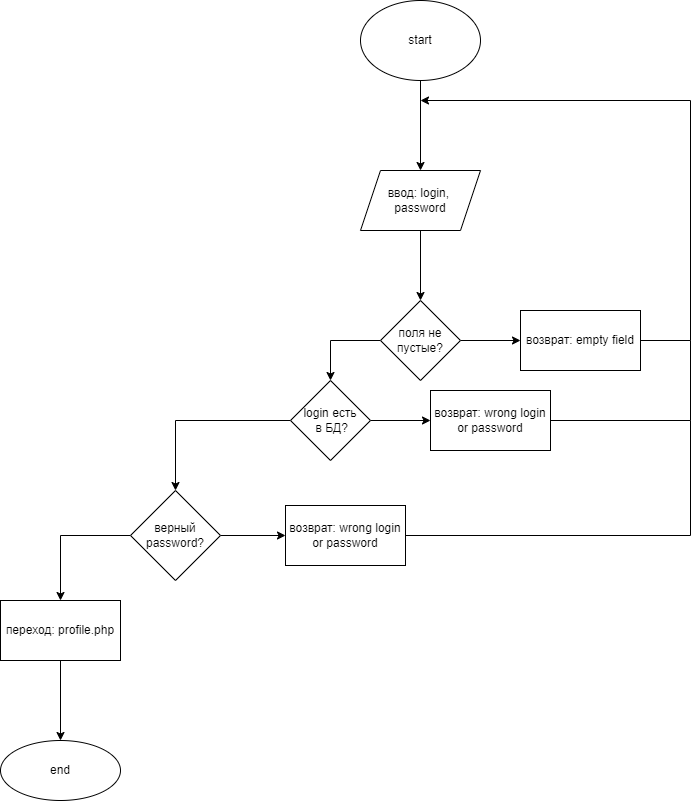 start
ввод: login,
password
поля не
пустые?
возврат: empty field
login есть
в БД?
возврат: wrong login
or password
верный
password?
возврат: wrong login
or password
переход: profile.php
end